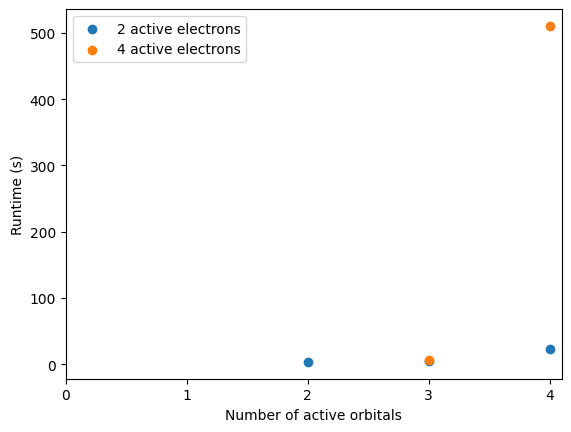 2 active electrons
4 active electrons
500
400
300
200
100
0
Runtime (s)
0 1 2 3 4
Number of active orbitals